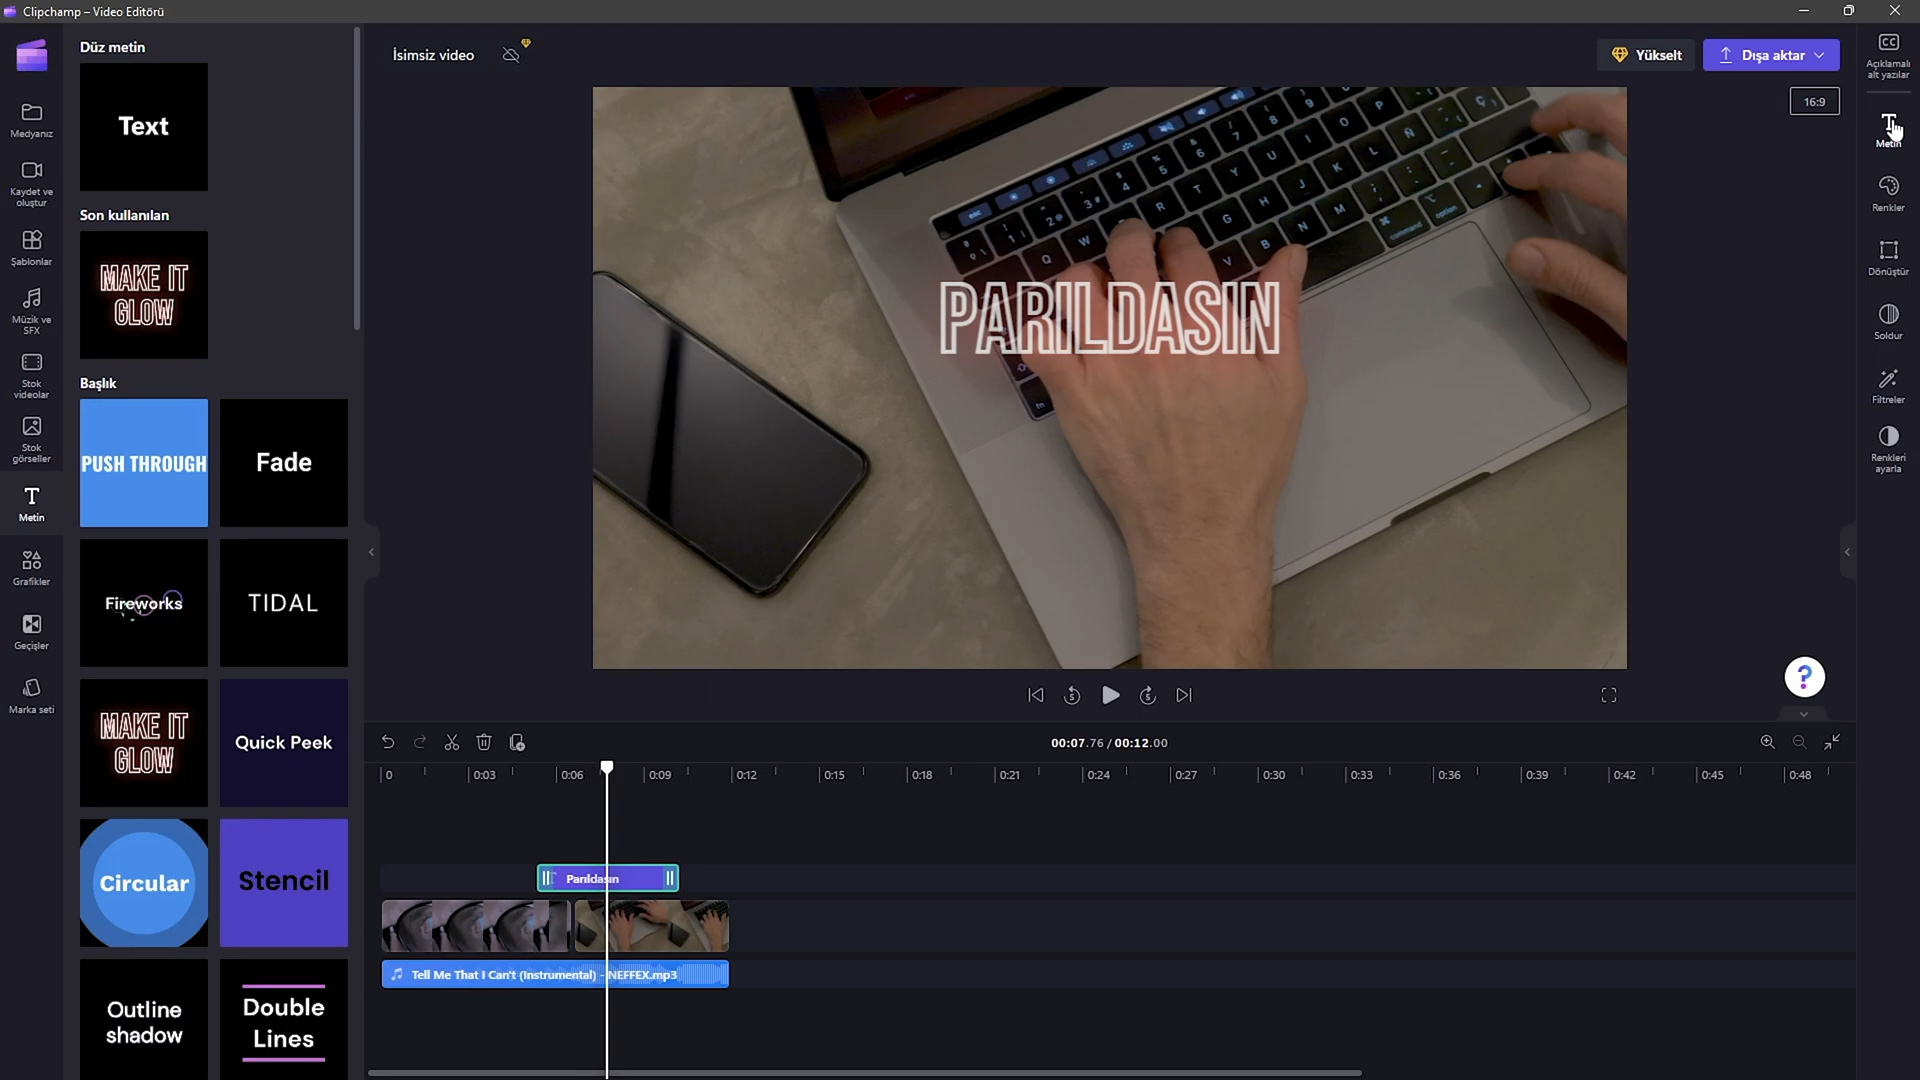 Clipchamp – Video Editörü
Medyanız
Kaydet ve
oluştur
Şablonlar
Müzik ve
SFX
Stok
videolar
Stok
görseller
Metin
Grafikler
Geçişler
Marka seti
Düz metin
Text
Son kullanılan
MAKE IT
GLOW
Başlık
PUSH THROUGH
Fade
Fireworks
TIDAL
MAKE IT
GLOW
Quick Peek
Circular
Stencil
Outline
shadow
Double
Lines
İsimsiz video
Yükselt
Dışa aktar
16:9
PARILDASIN
esc
command
option
00:07.76 / 00:12.00
0
0:03
0:06
0:09
0:12
0:15
0:18
0:21
0:24
0:27
0:30
0:33
0:36
0:39
0:42
0:45
0:48
Parıldasın
Tell Me That I Can't (Instrumental) - NEFFEX.mp3
CC
Açıklamalı
alt yazılar
Metin
Renkler
Dönüştür
Soldur
Filtreler
Renkleri
ayarla